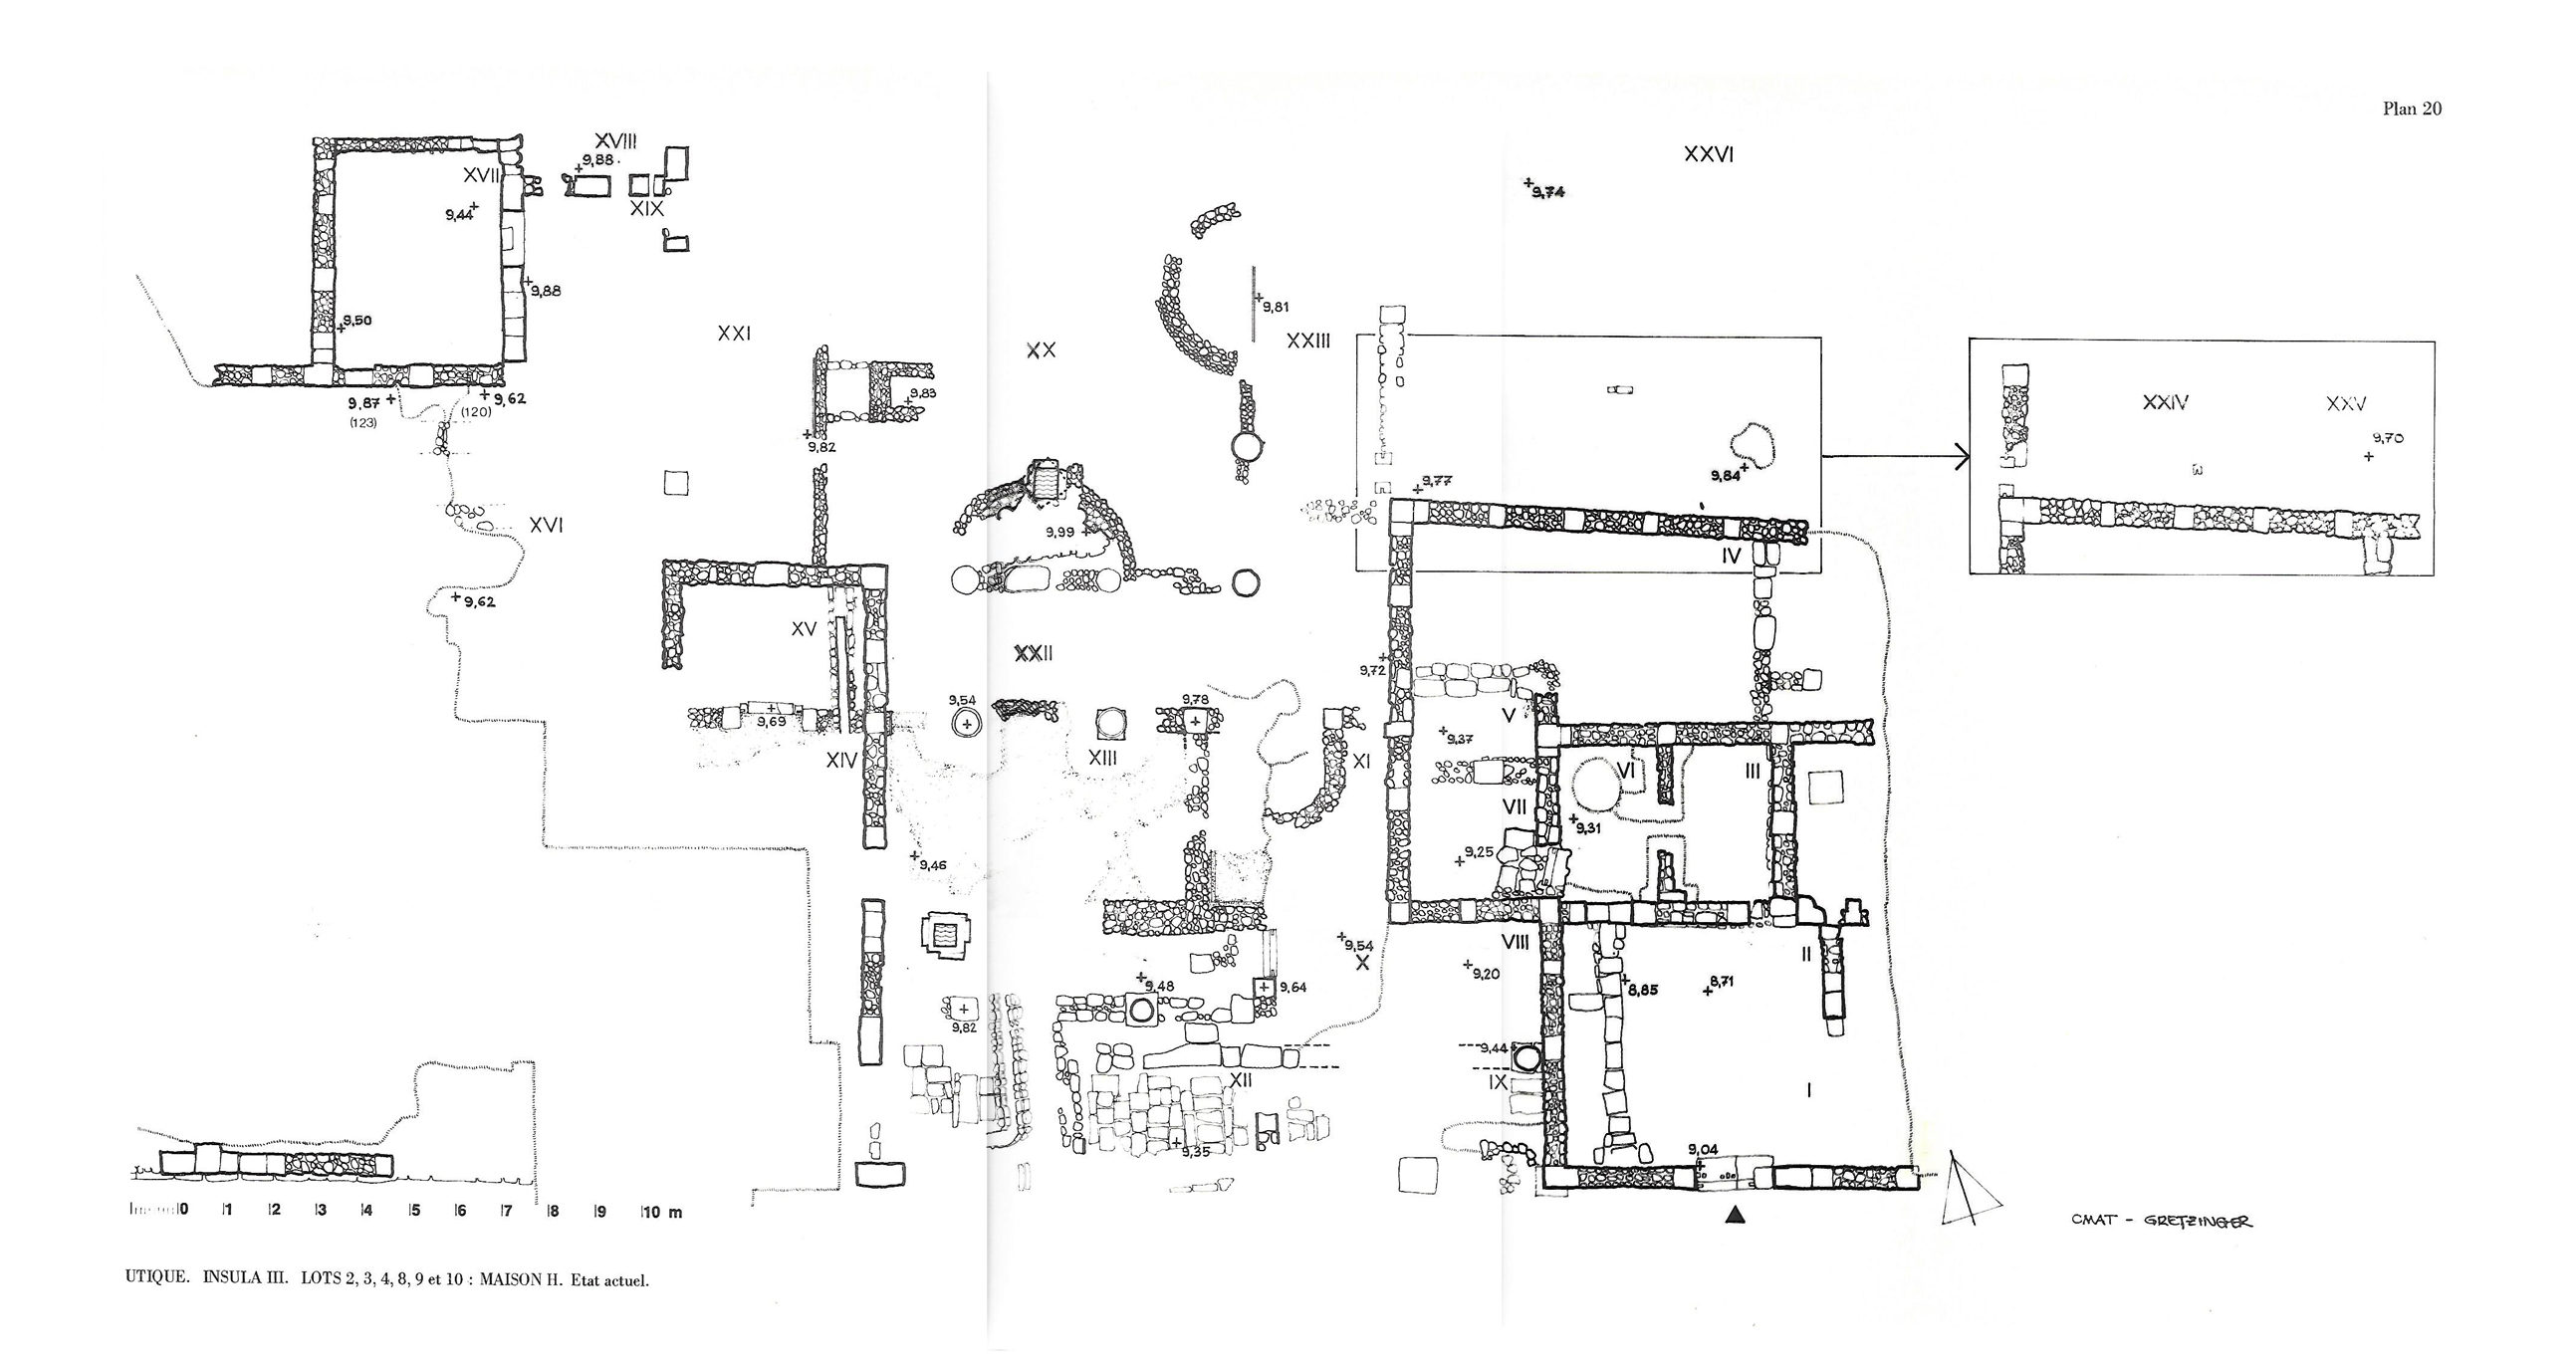 Plan 20
XXVI
+9,74
XVIII
+9,88
XVII
XIX
9,44+
+9,88
+9,50
+9,81
XXI
XX
XXIII
9,83
9,87+
(123)
(120)
+9,62
9,82
XXIV
XXV
9,70
9,84
9,77
XVI
9,99+
IV
+9,62
XV
XXII
9,72
9,54
9,78
9,69
V
9,37
XIV
XIII
XI
VI
III
VII
9,31
9,25
9,46
VIII
9,54
X
II
9,20
9,48
9,64
8,85
8,71
9,82
9,44
XII
IX
I
9,35
9,04
0 1 2 3 4 5 6 7 8 9 10 m
CMAT - GRETZINGER
UTIQUE. INSULA III. LOTS 2, 3, 4, 8, 9 et 10 : MAISON H. Etat actuel.